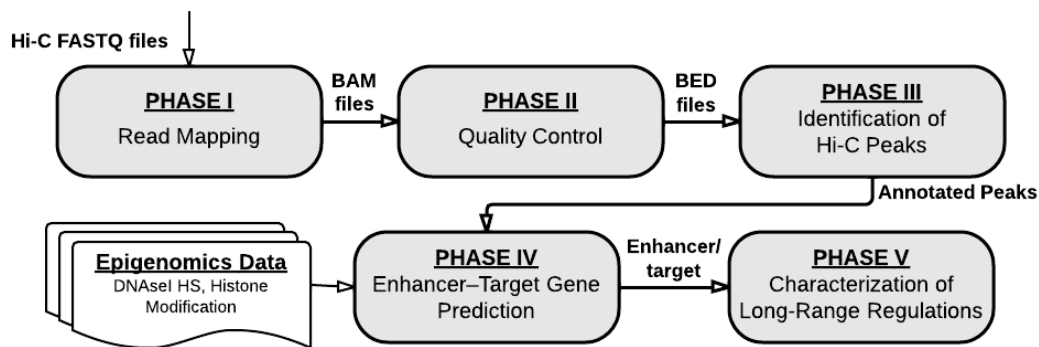 Hi-C FASTQ files
PHASE I
Read Mapping
BAM
files
PHASE II
Quality Control
BED
files
PHASE III
Identification of
Hi-C Peaks
Annotated Peaks
Epigenomics Data
DNAseI HS, Histone
Modification
PHASE IV
Enhancer–Target Gene
Prediction
Enhancer/
target
PHASE V
Characterization of
Long-Range Regulations